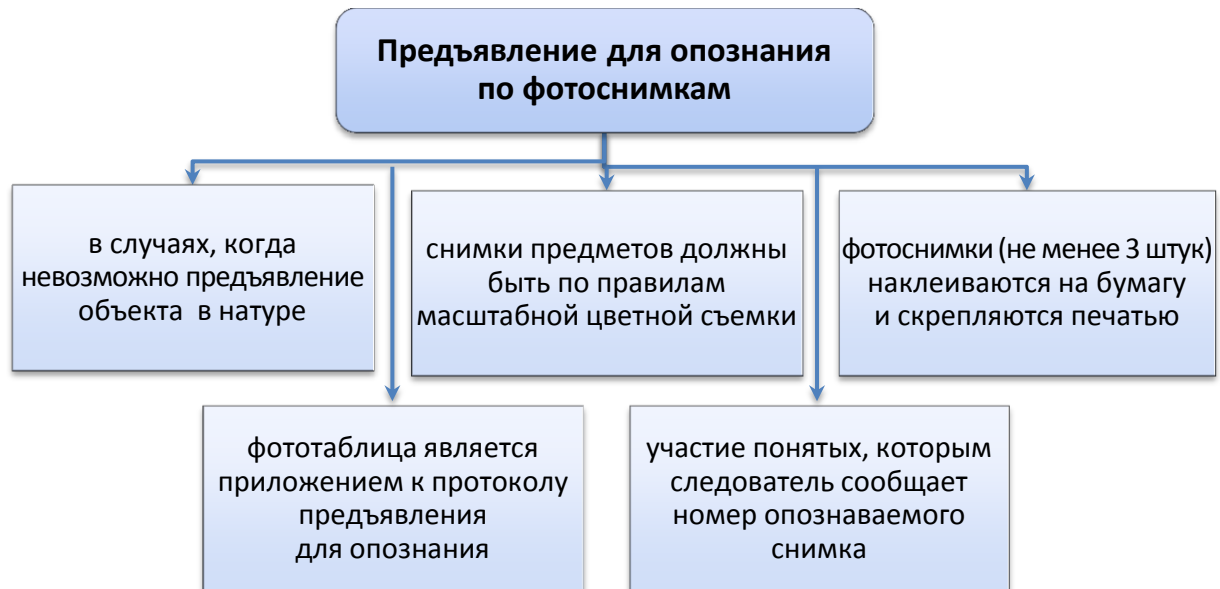 Предъявление для опознания
по фотоснимкам
в случаях, когда
невозможно предъявление
объекта в натуре
снимки предметов должны
быть по правилам
масштабной цветной съемки
фотоснимки (не менее 3 штук)
наклеиваются на бумагу
и скрепляются печатью
фототаблица является
приложением к протоколу
предъявления
для опознания
участие понятых, которым
следователь сообщает
номер опознаваемого
снимка